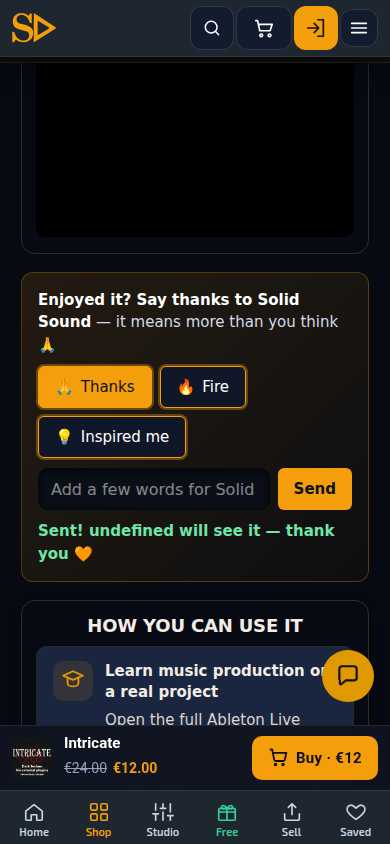 S
Enjoyed it? Say thanks to Solid
Sound — it means more than you think
🙏
🙏 Thanks
🔥 Fire
💡 Inspired me
Add a few words for Solid
Send
Sent! undefined will see it — thank
you 🧡
HOW YOU CAN USE IT
Learn music production on
a real project
Open the full Ableton Live
INTRICATE
Intricate
€24.00 €12.00
Buy · €12
Home
Shop
Studio
Free
Sell
Saved